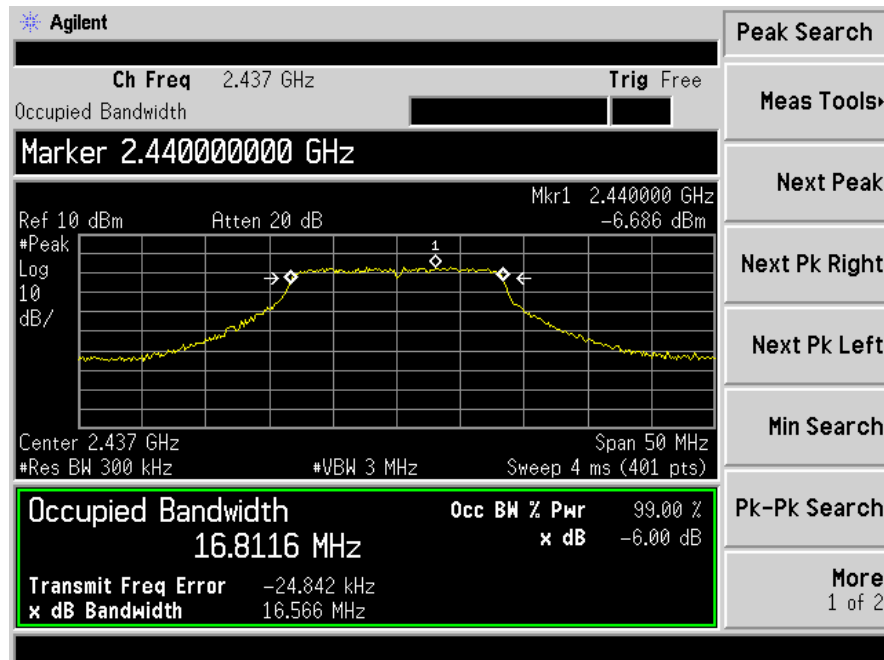 Agilent
Peak Search
Ch Freq 2.437 GHz Trig Free
Occupied Bandwidth
Meas Tools
Marker 2.440000000 GHz
Next Peak
Mkr1 2.440000 GHz
Ref 10 dBm Atten 20 dB -6.686 dBm
#Peak
1
Log
10
dB/
Next Pk Right
Next Pk Left
Center 2.437 GHz Span 50 MHz
#Res BW 300 kHz #VBW 3 MHz Sweep 4 ms (401 pts)
Min Search
Occupied Bandwidth Occ BW % Pwr 99.00 %
16.8116 MHz x dB -6.00 dB
Pk-Pk Search
Transmit Freq Error -24.842 kHz
x dB Bandwidth 16.566 MHz
More
1 of 2